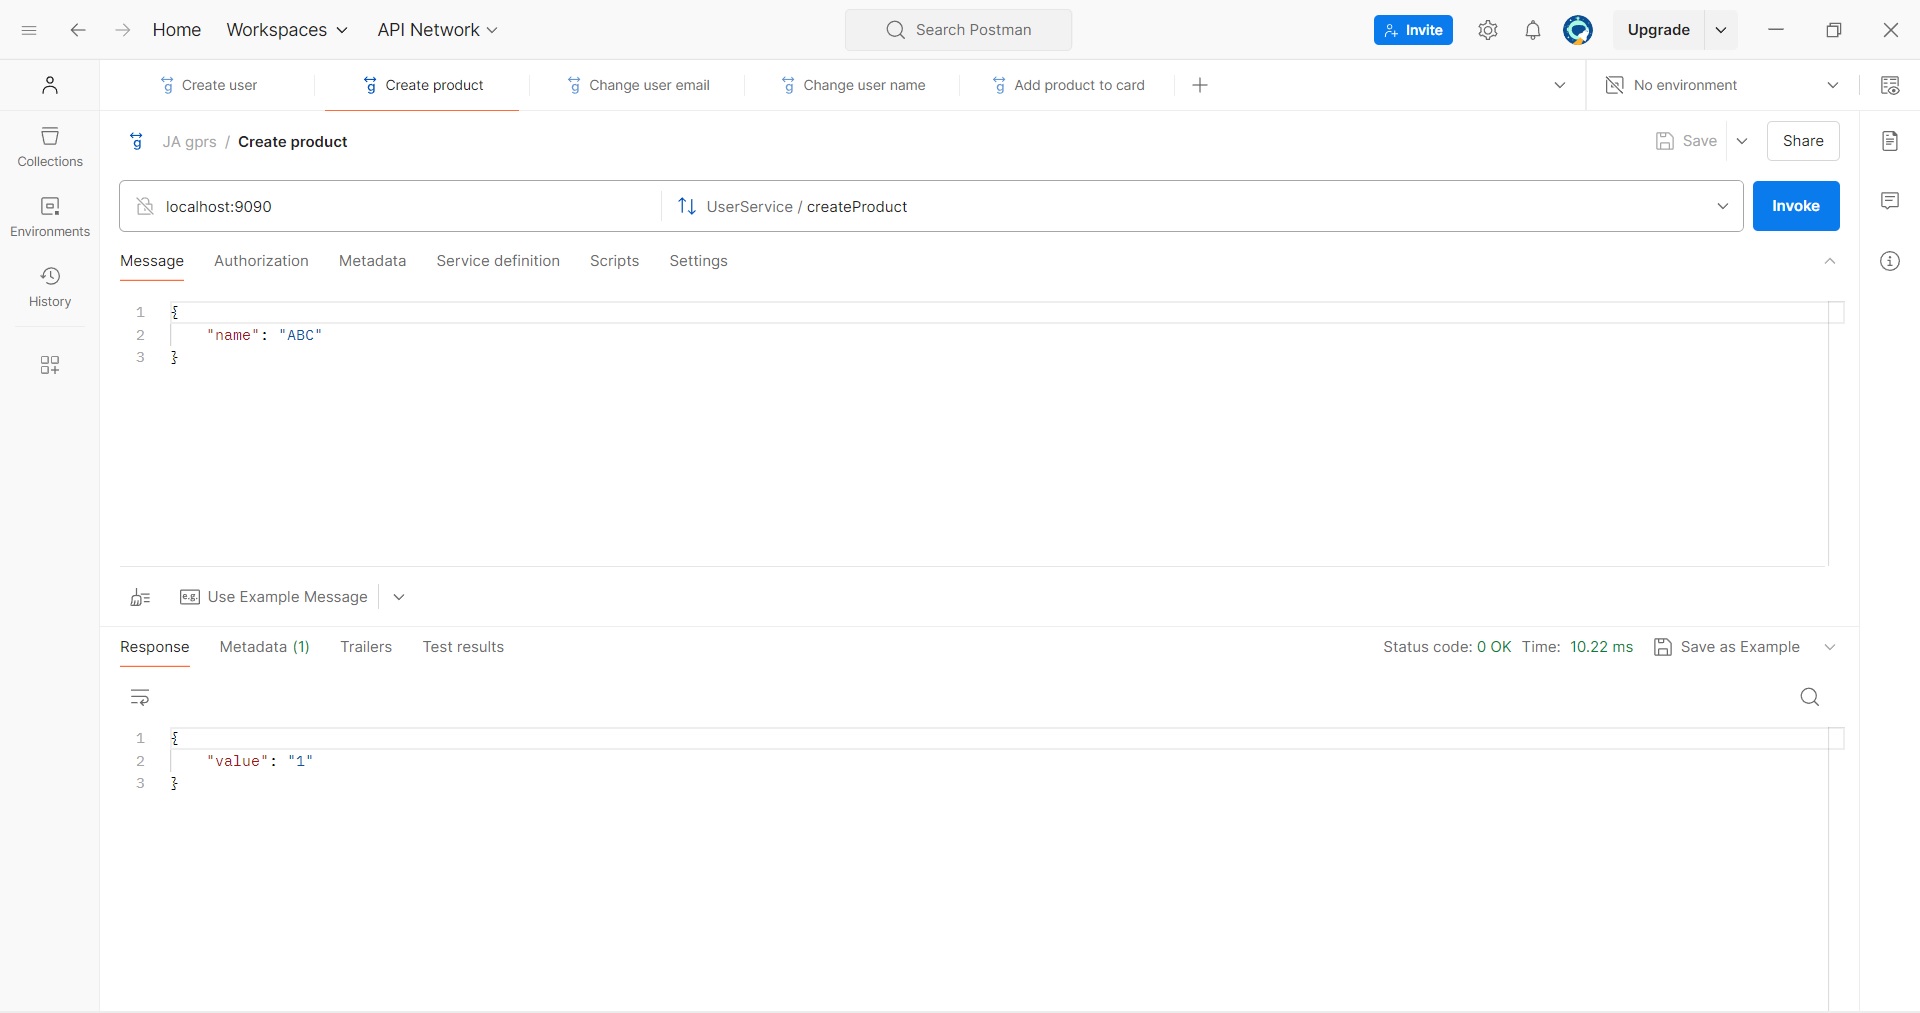 Home Workspaces API Network Search Postman Invite Upgrade
Create user Create product Change user email Change user name Add product to card No environment
JA gprs / Create product Save Share
Collections
localhost:9090 UserService / createProduct Invoke
Environments
Message Authorization Metadata Service definition Scripts Settings
History
1 {
2 "name": "ABC"
3 }
e.g. Use Example Message
Response Metadata (1) Trailers Test results Status code: 0 OK Time: 10.22 ms Save as Example
1 {
2 "value": "1"
3 }